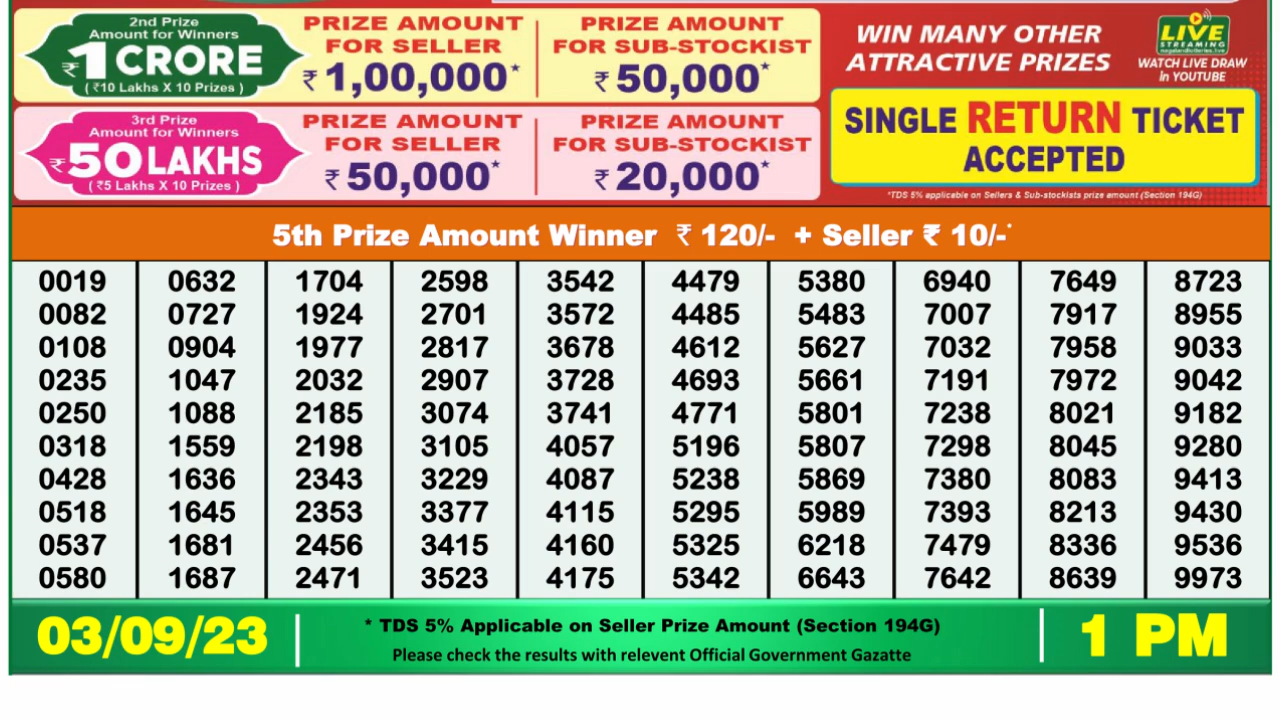 2nd Prize
Amount for Winners
₹1 CRORE
( ₹10 Lakhs X 10 Prizes )
PRIZE AMOUNT
FOR SELLER
₹ 1,00,000*
PRIZE AMOUNT
FOR SUB-STOCKIST
₹ 50,000*
WIN MANY OTHER
ATTRACTIVE PRIZES
LIVE
STREAMING
WATCH LIVE DRAW
in YOUTUBE
3rd Prize
Amount for Winners
₹50 LAKHS
( ₹5 Lakhs X 10 Prizes )
PRIZE AMOUNT
FOR SELLER
₹ 50,000*
PRIZE AMOUNT
FOR SUB-STOCKIST
₹ 20,000*
SINGLE RETURN TICKET
ACCEPTED
*TDS 5% applicable on Sellers & Sub-stockists prize amount (Section 194G)
5th Prize Amount Winner ₹ 120/- + Seller ₹ 10/-*
0019 0632 1704 2598 3542 4479 5380 6940 7649 8723
0082 0727 1924 2701 3572 4485 5483 7007 7917 8955
0108 0904 1977 2817 3678 4612 5627 7032 7958 9033
0235 1047 2032 2907 3728 4693 5661 7191 7972 9042
0250 1088 2185 3074 3741 4771 5801 7238 8021 9182
0318 1559 2198 3105 4057 5196 5807 7298 8045 9280
0428 1636 2343 3229 4087 5238 5869 7380 8083 9413
0518 1645 2353 3377 4115 5295 5989 7393 8213 9430
0537 1681 2456 3415 4160 5325 6218 7479 8336 9536
0580 1687 2471 3523 4175 5342 6643 7642 8639 9973
03/09/23
* TDS 5% Applicable on Seller Prize Amount (Section 194G)
Please check the results with relevent Official Government Gazatte
1 PM